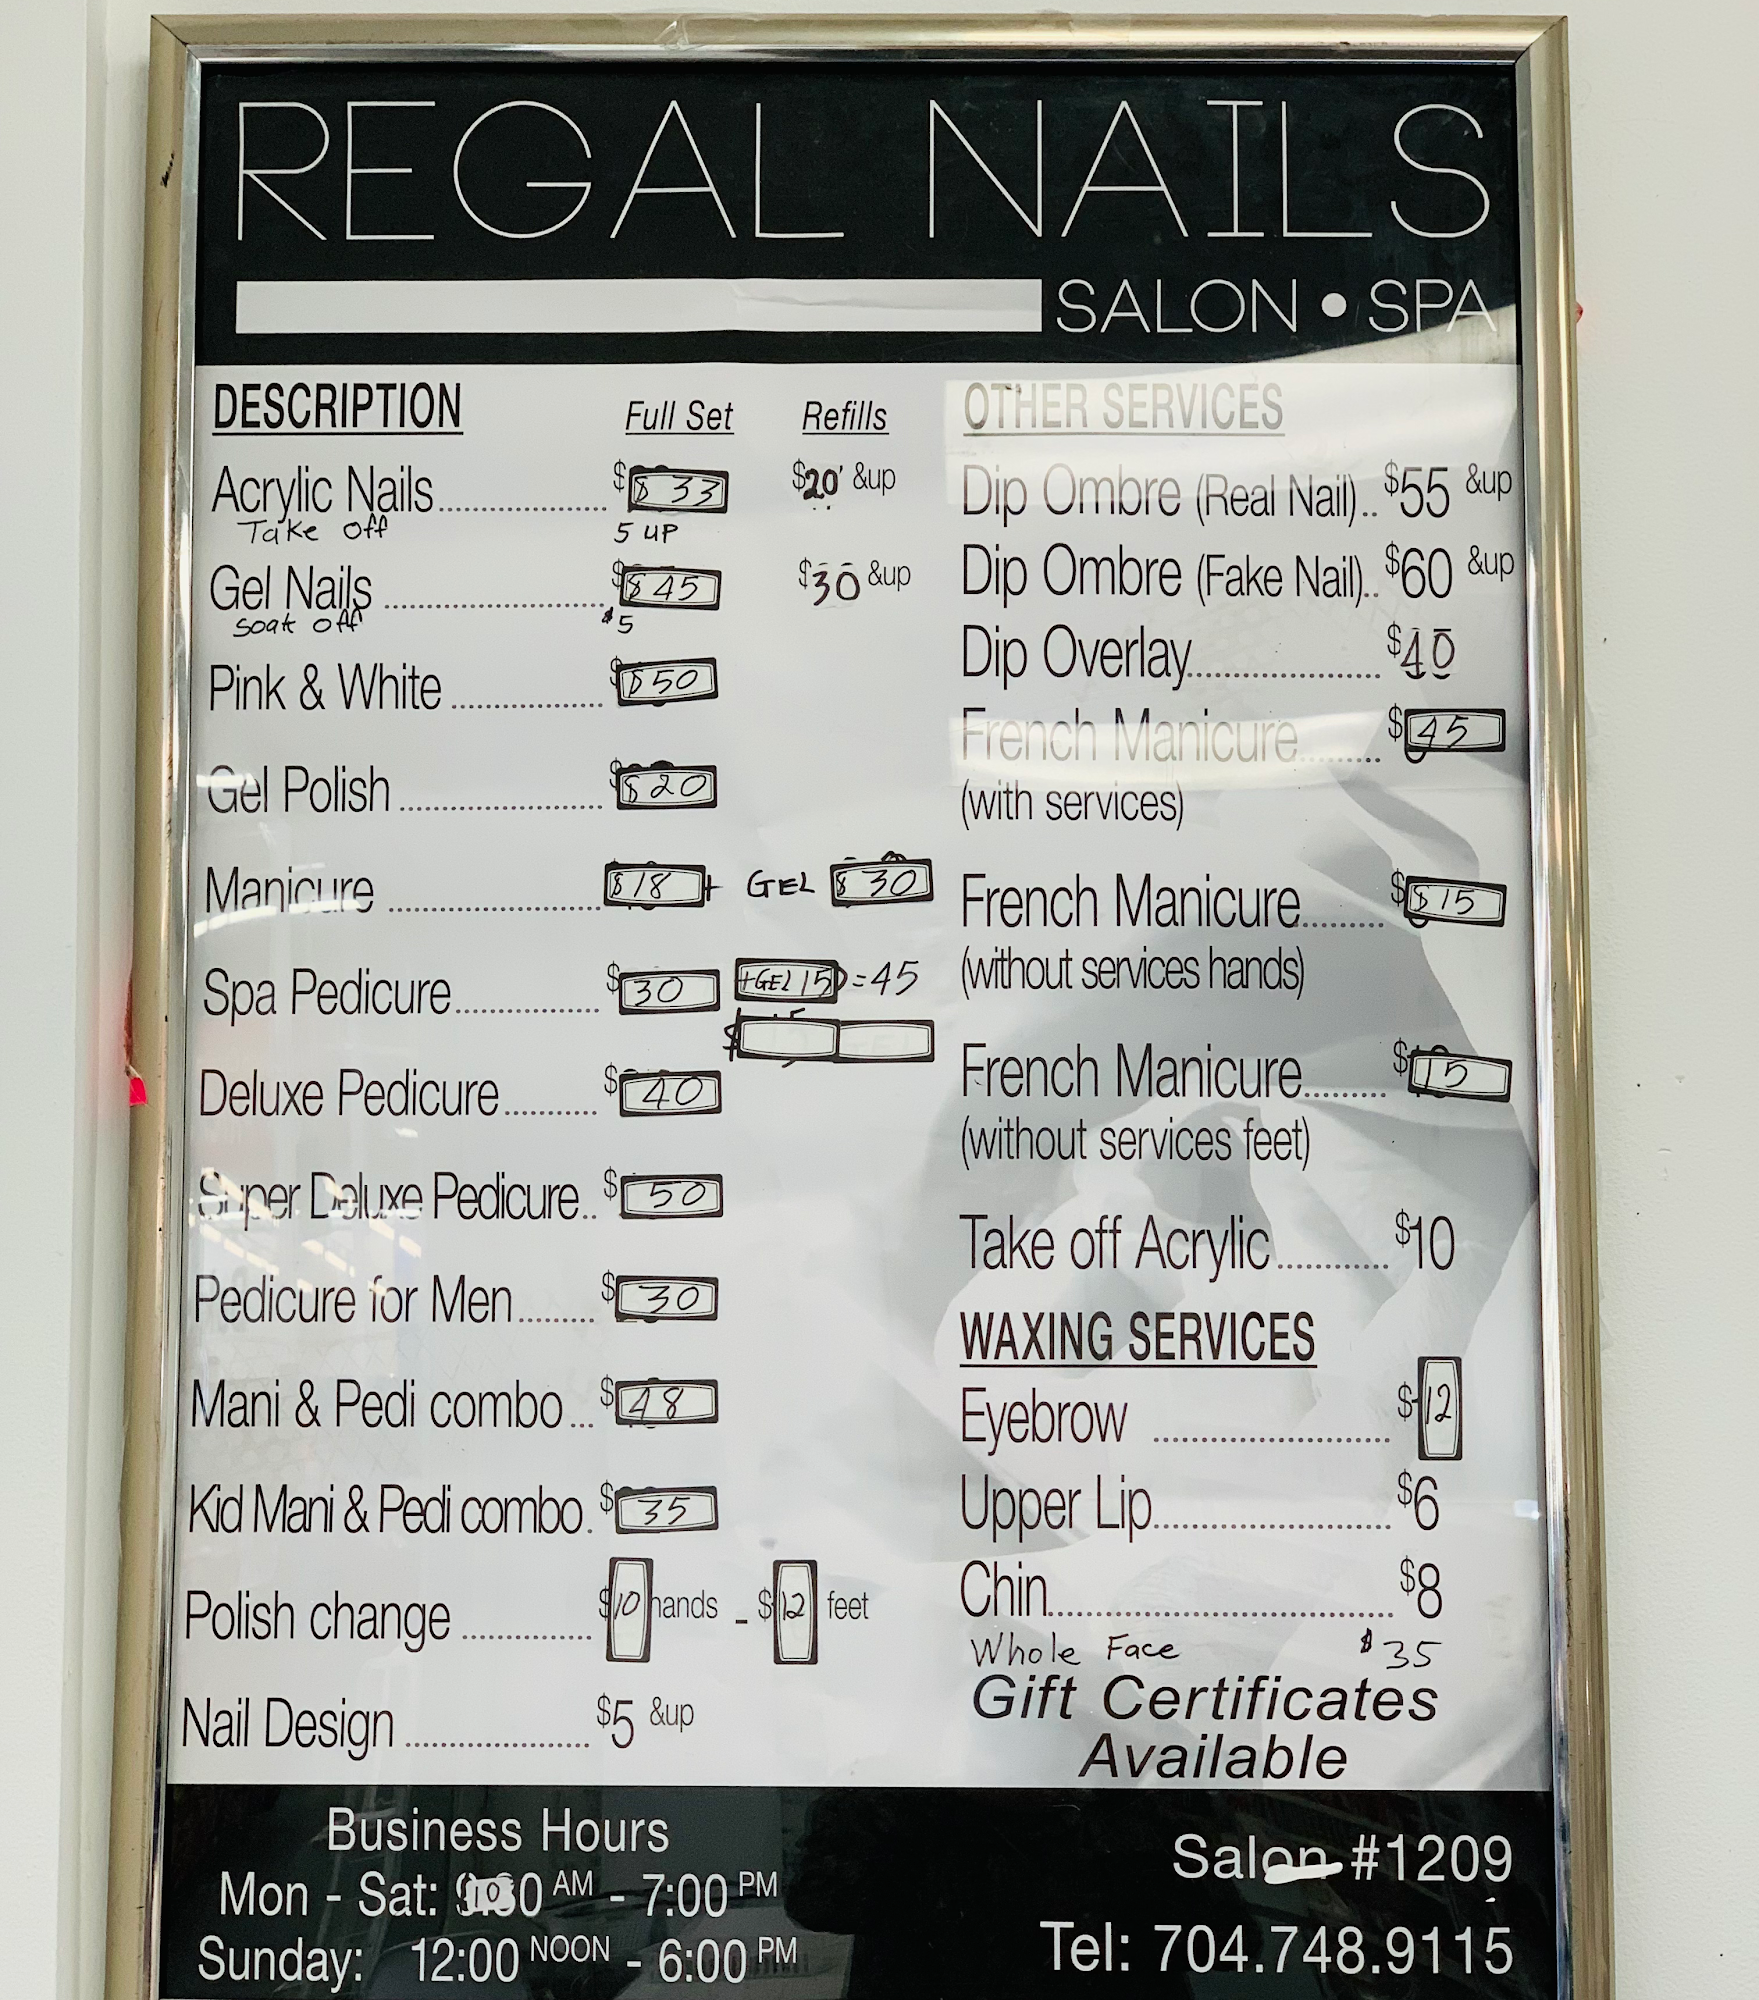 REGAL NAILS
SALON • SPA
DESCRIPTION Full Set Refills
Acrylic Nails $ $33 $20 &up
Take off 5 UP
Gel Nails $ $45 $30 &up
Soak off $5
Pink & White $ $50
Gel Polish $ $20
Manicure $18 + GEL $30
Spa Pedicure $30 +GEL 15 =45
Deluxe Pedicure $40
Super Deluxe Pedicure.. $50
Pedicure for Men $30
Mani & Pedi combo... $48
Kid Mani & Pedi combo. $35
Polish change $10 hands - $12 feet
Nail Design $5 &up
OTHER SERVICES
Dip Ombre (Real Nail).. $55 &up
Dip Ombre (Fake Nail).. $60 &up
Dip Overlay $40
French Manicure $45
(with services)
French Manicure $ $15
(without services hands)
French Manicure $15
(without services feet)
Take off Acrylic $10
WAXING SERVICES
Eyebrow $12
Upper Lip $6
Chin $8
Whole Face $35
Gift Certificates
Available
Business Hours
Mon - Sat: 10 0 AM - 7:00 PM
Sunday: 12:00 NOON - 6:00 PM
Salon #1209
Tel: 704.748.9115